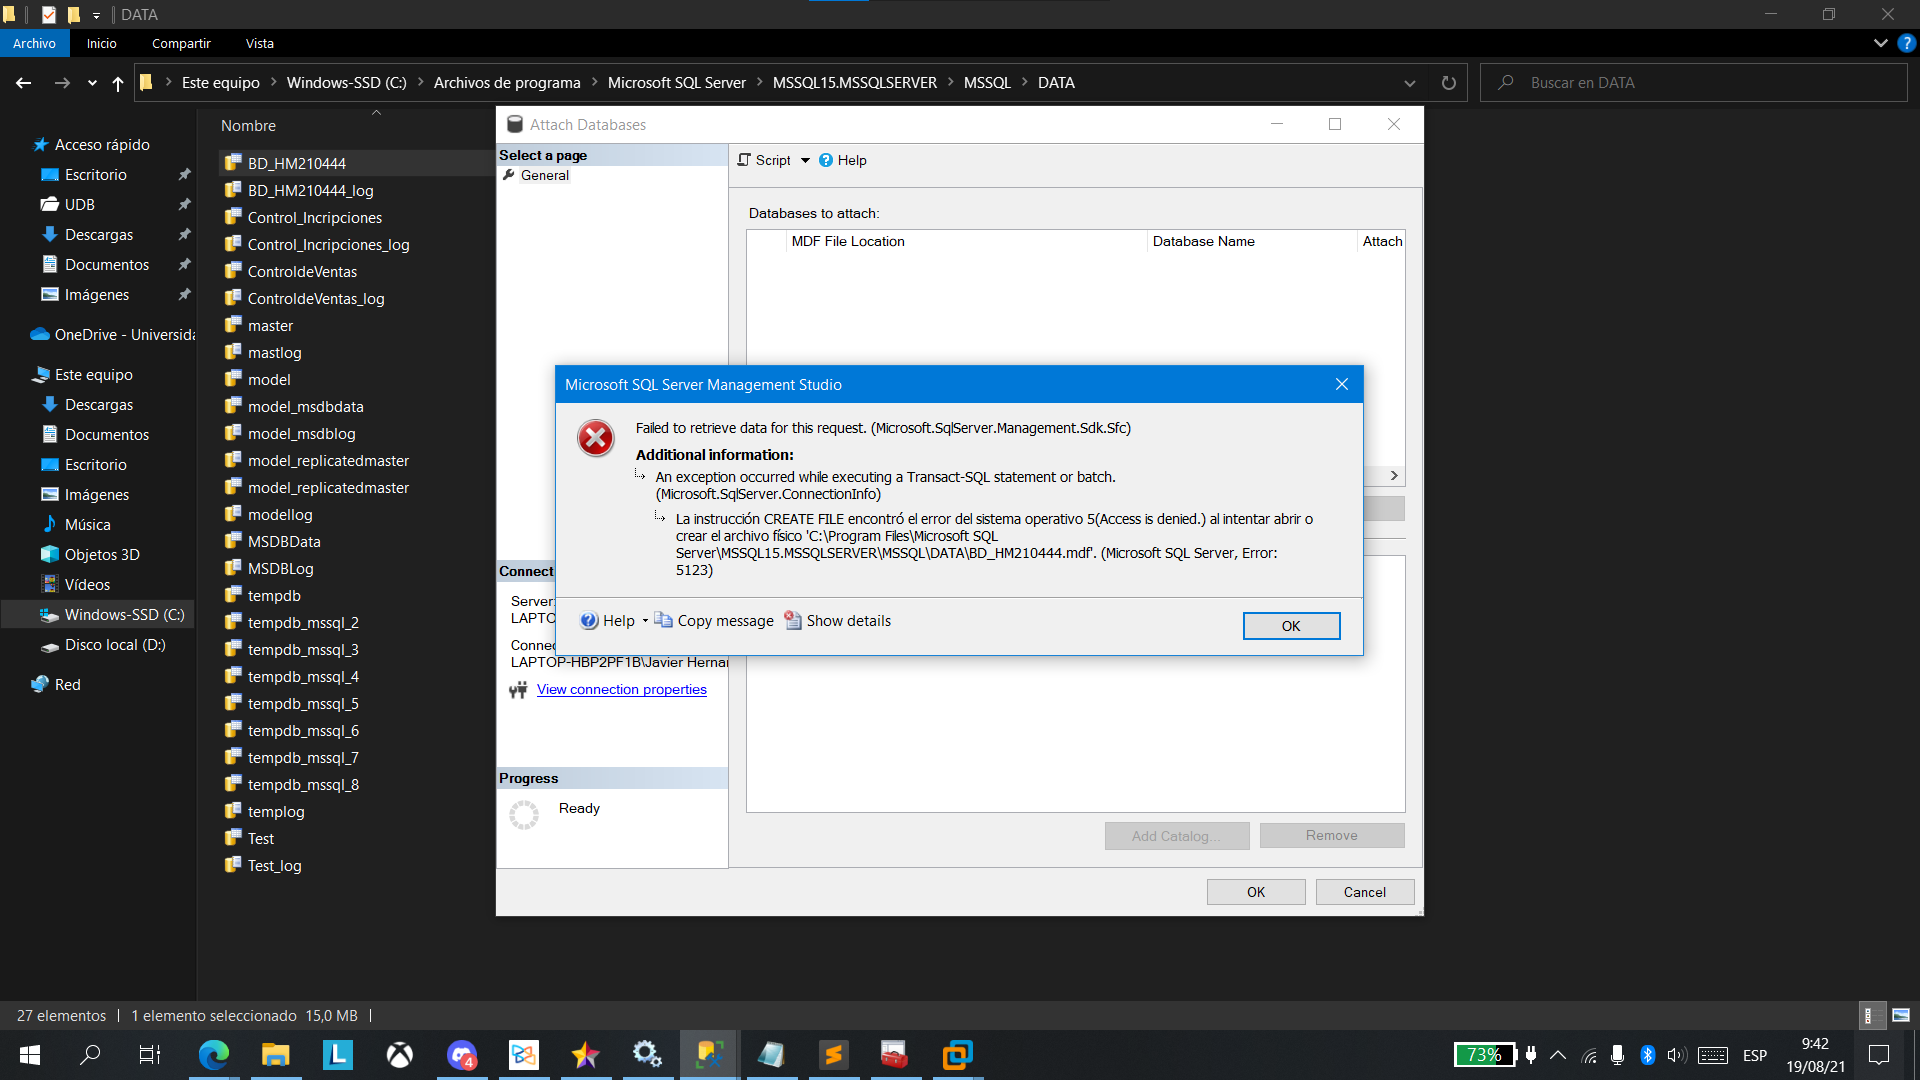 DATA
Archivo
Inicio
Compartir
Vista
Este equipo
Windows-SSD (C:)
Archivos de programa
Microsoft SQL Server
MSSQL15.MSSQLSERVER
MSSQL
DATA
Buscar en DATA
Acceso rápido
Escritorio
UDB
Descargas
Documentos
Imágenes
OneDrive - Universida
Este equipo
Descargas
Documentos
Escritorio
Imágenes
Música
Objetos 3D
Vídeos
Windows-SSD (C:)
Disco local (D:)
Red
Nombre
BD_HM210444
BD_HM210444_log
Control_Incripciones
Control_Incripciones_log
ControldeVentas
ControldeVentas_log
master
mastlog
model
model_msdbdata
model_msdblog
model_replicatedmaster
model_replicatedmaster
modellog
MSDBData
MSDBLog
tempdb
tempdb_mssql_2
tempdb_mssql_3
tempdb_mssql_4
tempdb_mssql_5
tempdb_mssql_6
tempdb_mssql_7
tempdb_mssql_8
templog
Test
Test_log
Attach Databases
Select a page
General
Script
Help
Databases to attach:
MDF File Location
Database Name
Attach
Microsoft SQL Server Management Studio
Failed to retrieve data for this request. (Microsoft.SqlServer.Management.Sdk.Sfc)
Additional information:
An exception occurred while executing a Transact-SQL statement or batch.
(Microsoft.SqlServer.ConnectionInfo)
La instrucción CREATE FILE encontró el error del sistema operativo 5(Access is denied.) al intentar abrir o
crear el archivo físico 'C:\Program Files\Microsoft SQL
Server\MSSQL15.MSSQLSERVER\MSSQL\DATA\BD_HM210444.mdf'. (Microsoft SQL Server, Error:
5123)
Help
Copy message
Show details
OK
Connect
Server:
LAPTO
Connec
LAPTOP-HBP2PF1B\Javier Hernar
View connection properties
Progress
Ready
Add Catalog...
Remove
OK
Cancel
27 elementos
1 elemento seleccionado 15,0 MB
L
4
73%
ESP
9:42
19/08/21